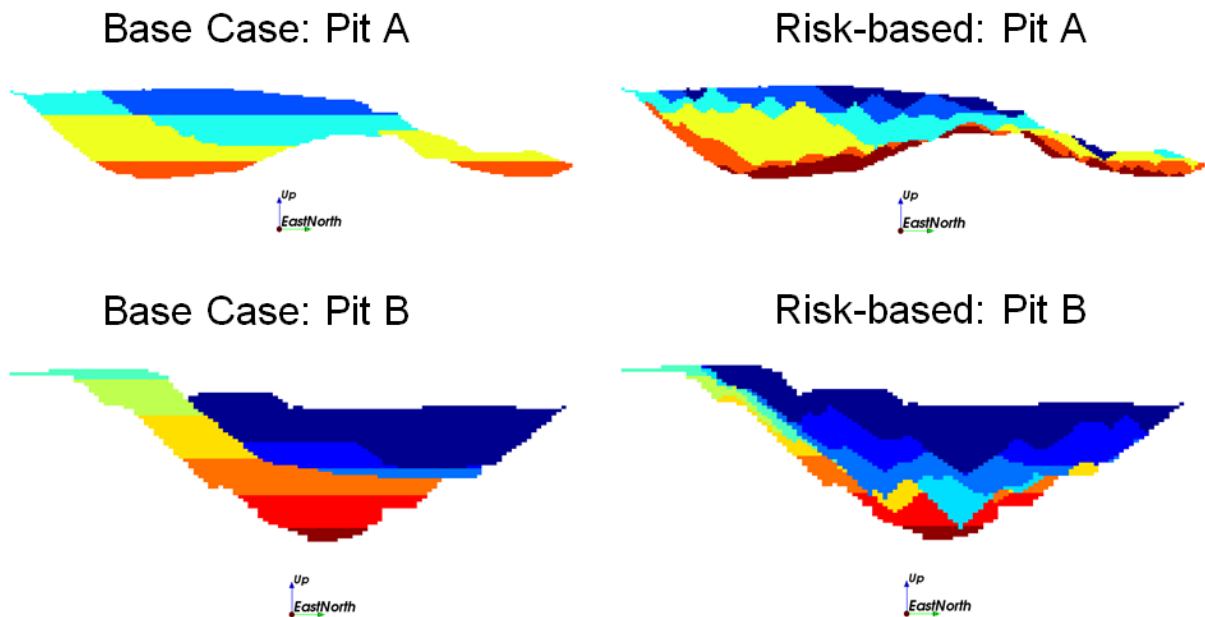 Base Case: Pit A
Risk-based: Pit A
Up
EastNorth
Up
EastNorth
Base Case: Pit B
Risk-based: Pit B
Up
EastNorth
Up
EastNorth